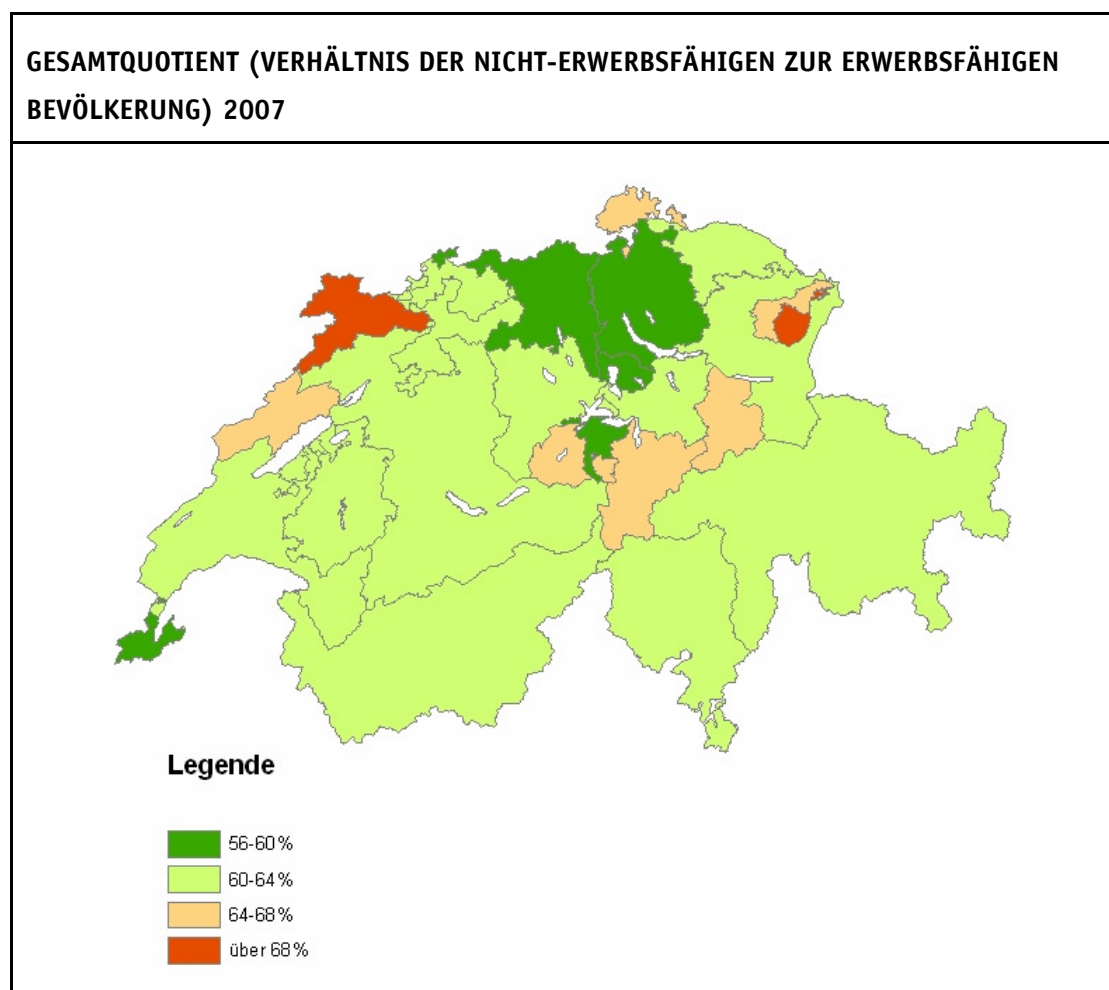 GESAMTQUOTIENT (VERHÄLTNIS DER NICHT-ERWERBSFÄHIGEN ZUR ERWERBSFÄHIGEN
BEVÖLKERUNG) 2007
Legende
56-60%
60-64%
64-68%
über 68%